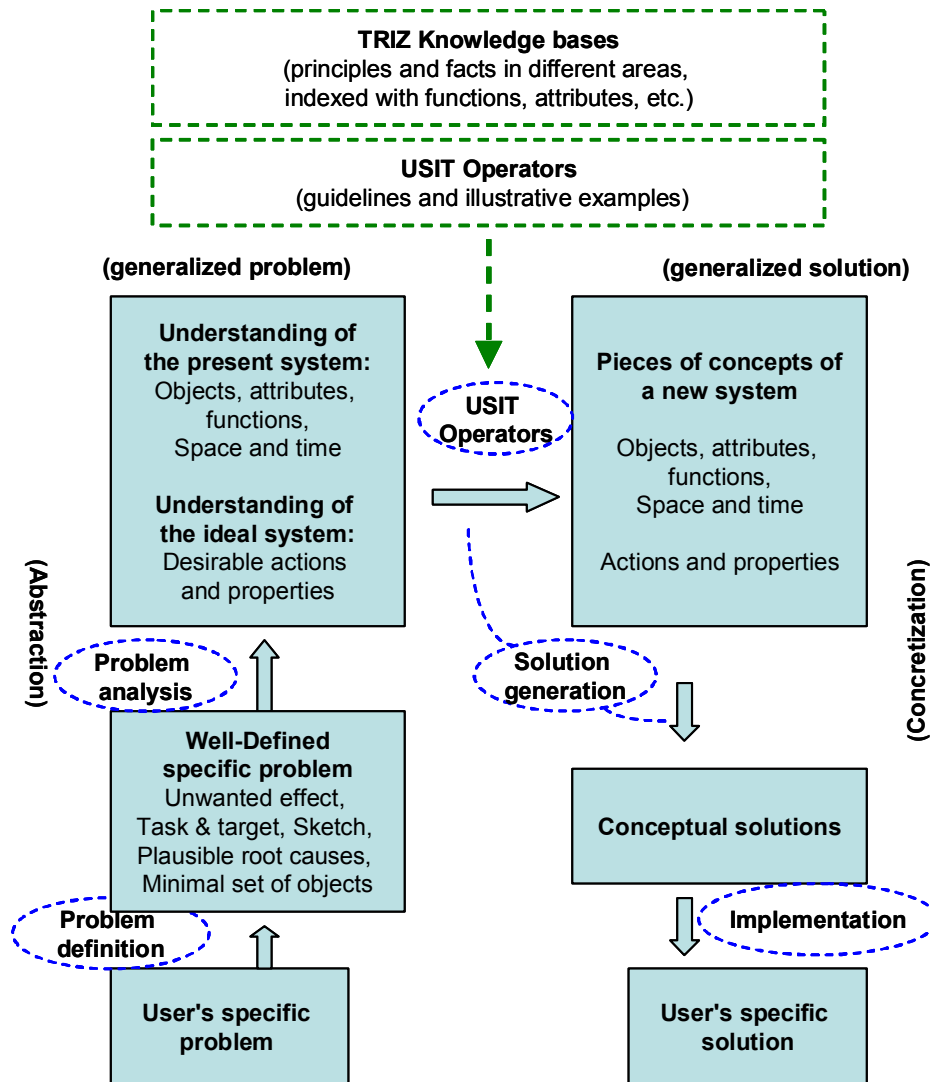 TRIZ Knowledge bases
(principles and facts in different areas,
indexed with functions, attributes, etc.)
USIT Operators
(guidelines and illustrative examples)
(generalized problem)
(generalized solution)
Understanding of
the present system:
Objects, attributes,
functions,
Space and time
Understanding of
the ideal system:
Desirable actions
and properties
USIT
Operators
Pieces of concepts of
a new system
Objects, attributes,
functions,
Space and time
Actions and properties
(Abstraction)
Problem
analysis
Solution
generation
(Concretization)
Well-Defined
specific problem
Unwanted effect,
Task & target, Sketch,
Plausible root causes,
Minimal set of objects
Conceptual solutions
Problem
definition
Implementation
User's specific
problem
User's specific
solution